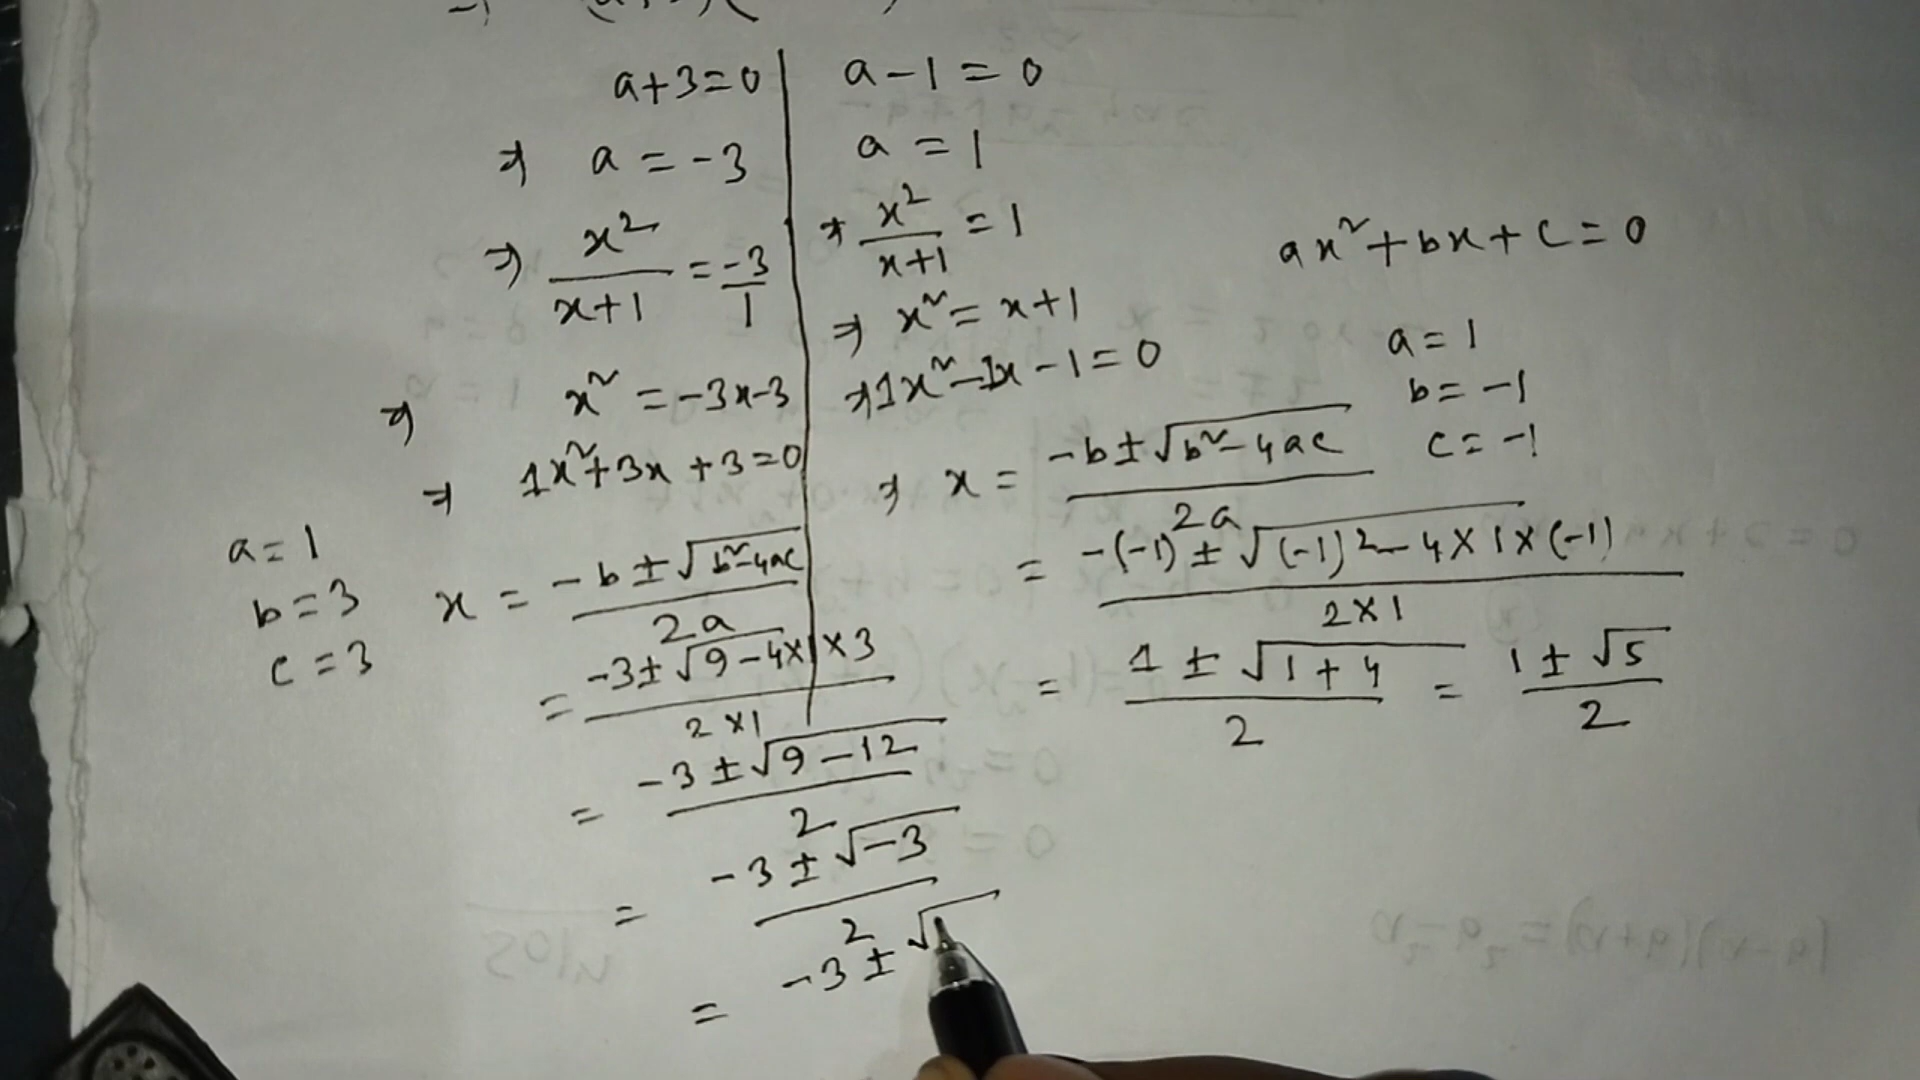 a+3=0
⇒ a = -3
⇒ x²/(x+1) = -3/1
⇒ x² = -3x-3
⇒ 1x²+3x+3=0
a=1
b=3
c=3
x = (-b±√(b²-4ac))/2a
= (-3±√(9-4×1×3))/(2×1)
= (-3±√(9-12))/2
= (-3±√-3)/2
= -3±√
a-1=0
a=1
⇒ x²/(x+1) = 1
⇒ x² = x+1
⇒ 1x²-1x-1=0
ax²+bx+c=0
a=1
b=-1
c=-1
⇒ x = (-b±√(b²-4ac))/2a
= (-(-1)±√((-1)²-4×1×(-1)))/(2×1)
= (1±√(1+4))/2 = (1±√5)/2